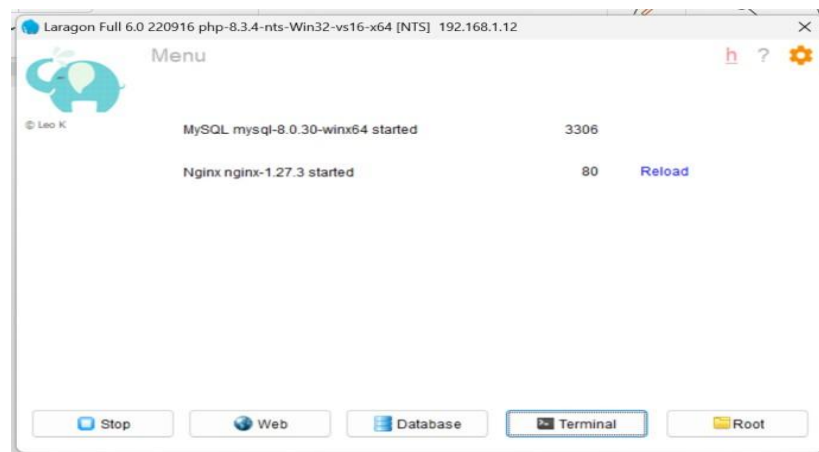 Laragon Full 6.0 220916 php-8.3.4-nts-Win32-vs16-x64 [NTS] 192.168.1.12
Menu h ?
© Leo K
MySQL mysql-8.0.30-winx64 started 3306
Nginx nginx-1.27.3 started 80 Reload
Stop Web Database Terminal Root